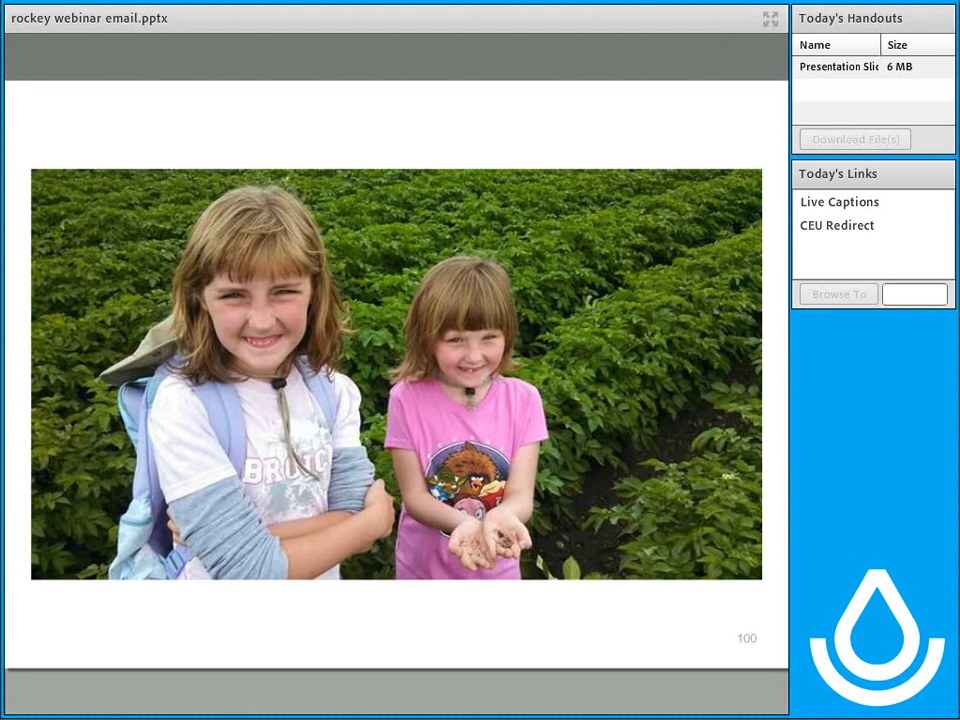 rockey webinar email.pptx
100
Today's Handouts
Name Size
Presentation Slic 6 MB
Download File(s)
Today's Links
Live Captions
CEU Redirect
Browse To